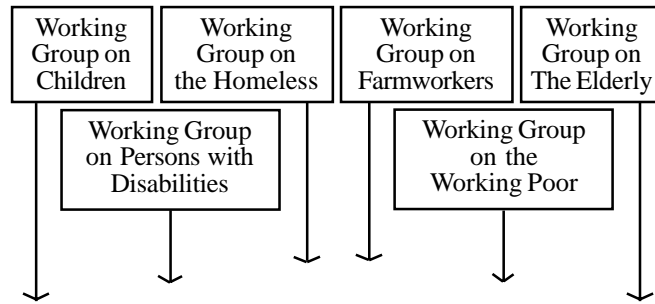 Working
Group on
Children
Working
Group on
the Homeless
Working
Group on
Farmworkers
Working
Group on
The Elderly
Working Group
on Persons with
Disabilities
Working Group
on the
Working Poor